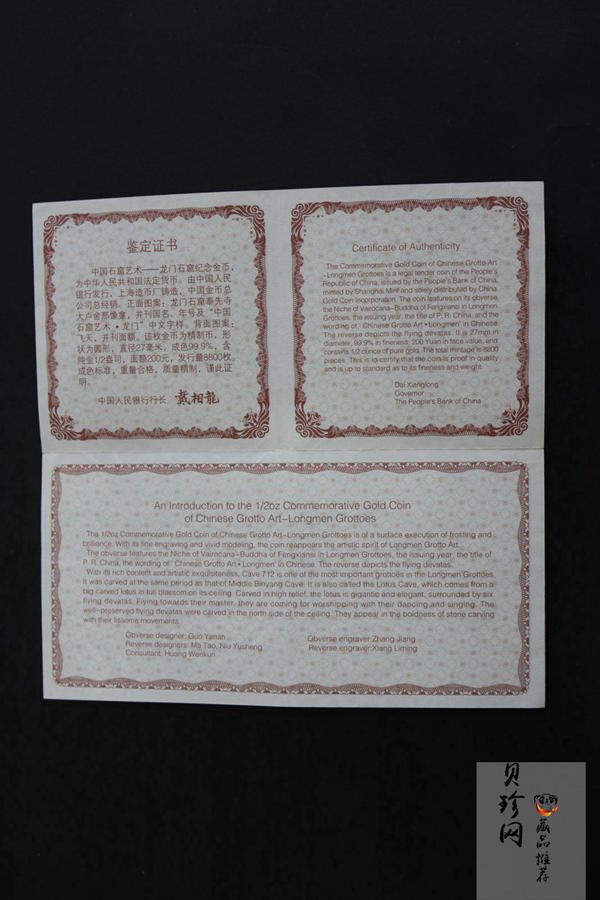 鉴定证书
中国石窟艺术——龙门石窟纪念金币，
为中华人民共和国法定货币。由中国人民
银行发行，上海造币厂铸造，中国金币总
公司总经销。正面图案：龙门石窟奉先寺
大卢舍那像龛，并刊国名、年号及“中国
石窟艺术·龙门”中文字样。背面图案：
飞天，并刊面额。该枚金币为精制币，形
状为圆形，直径27毫米，成色99.9%，含
纯金1/2盎司，面额200元，发行量8800枚，
成色标准，重量合格，质量精制，谨此证
明。
中国人民银行行长 戴相龍
Certificate of Authenticity
The Commemorative Gold Coin of Chinese Grotto Art
-Longmen Grottoes is a legal tender coin of the People's
Republic of China, issued by the People's Bank of China,
minted by Shanghai Mint and solely distributed by China
Gold Coin Incorporation. The coin features on its obverse
the Niche of Vairocana-Buddha of Fengxiansi in Longmen
Grottoes, the issuing year, the title of P. R. China, and the
wording of ' Chinese Grotto Art•Longmen' in Chinese.
The reverse depicts the flying devatas. It is 27mm in
diameter, 99.9% in fineness, 200 Yuan in face value, and
contains 1/2 ounce of pure gold. The total mintage is 8800
pieces. This is to certify that the coin is proof in quality
and is up to standard as to its fineness and weight.
Dai Xianglong
Governor
The People's Bank of China
An Introduction to the 1/2oz Commemorative Gold Coin
of Chinese Grotto Art-Longmen Grottoes
The 1/2oz Commemorative Gold Coin of Chinese Grotto Art-Longmen Grottoes is of a surface execution of frosting and
brilliance. With its fine engraving and vivid modeling, the coin reappears the artistic spirit of Longmen Grotto Art.
The obverse features the Niche of Vairocana-Buddha of Fengxiansi in Longmen Grottoes, the issuing year, the title of
P. R. China, the wording of ' Chinese Grotto Art•Longmen' in Chinese. The reverse depicts the flying devatas.
With its rich content and artistic exquisiteness, Cave 712 is one of the most important grottoes in the Longmen Grottoes.
It was carved at the same period as that of Middle Binyang Cave. It is also called the Lotus Cave, which comes from a
big carved lotus in full blossom on its ceiling. Carved in high relief, the lotus is gigantic and elegant, surrounded by six
flying devatas. Flying towards their master, they are coming for worshipping with their dancing and singing. The
well-preserved flying devatas were carved in the north side of the ceiling. They appear in the boldness of stone carving
with their lissome movements.
Obverse designer: Guo Yanan
Obverse engraver: Zhang Jiang
Reverse designers: Ma Tao, Niu Yusheng
Reverse engraver: Xiang Liming
Consultant: Huang Wenkun
贝珍网
藏品推荐